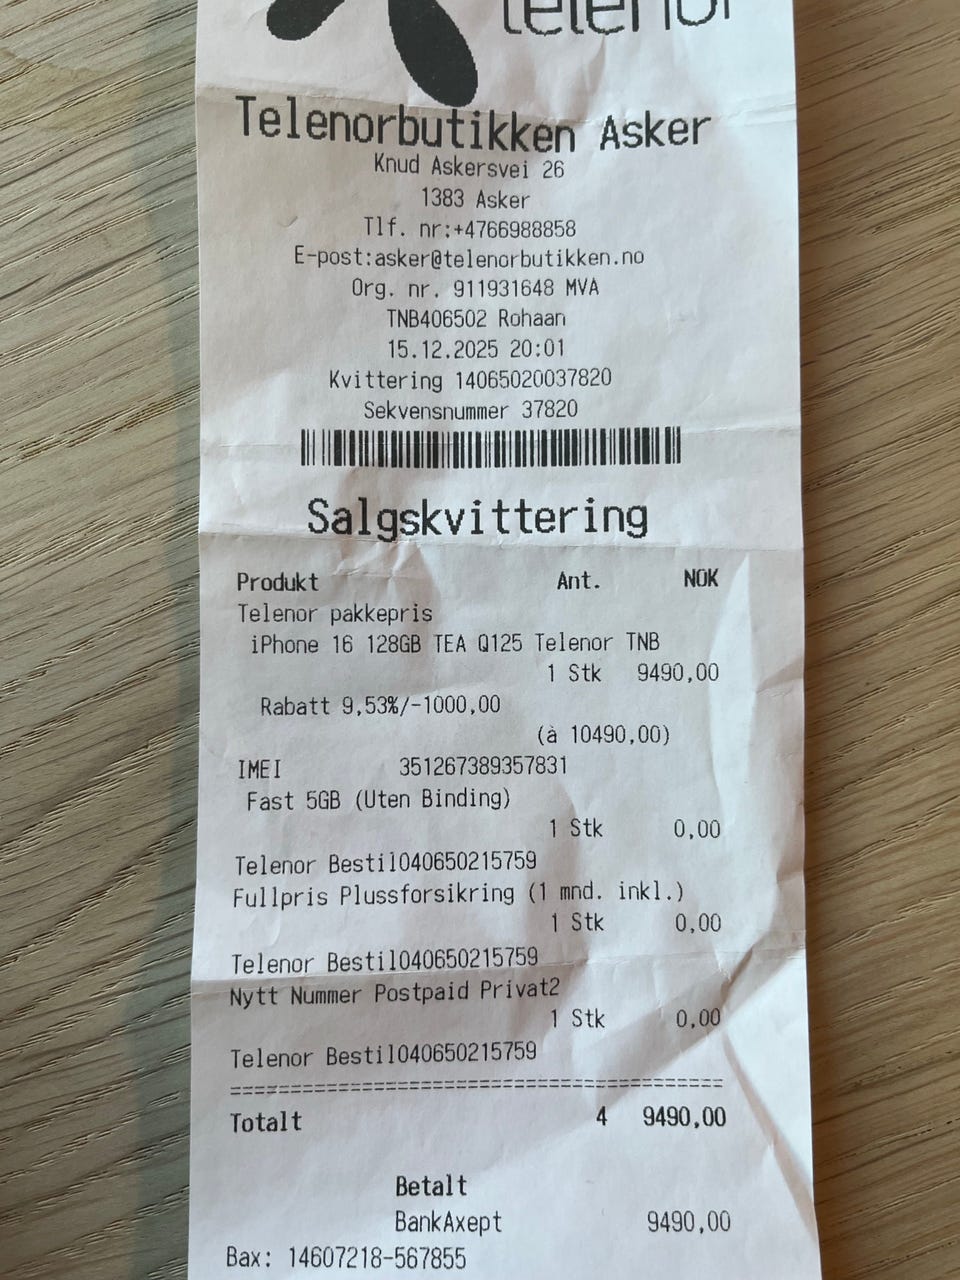 telenor
Telenorbutikken Asker
Knud Askersvei 26
1383 Asker
Tlf. nr:+4766988858
E-post:asker@telenorbutikken.no
Org. nr. 911931648 MVA
TNB406502 Rohaan
15.12.2025 20:01
Kvittering 14065020037820
Sekvensnummer 37820
Salgskvittering
Produkt Ant. NOK
Telenor pakkepris
iPhone 16 128GB TEA Q125 Telenor TNB
1 Stk 9490,00
Rabatt 9,53%/-1000,00
(à 10490,00)
IMEI 351267389357831
Fast 5GB (Uten Binding)
1 Stk 0,00
Telenor Bestil040650215759
Fullpris Plussforsikring (1 mnd. inkl.)
1 Stk 0,00
Telenor Bestil040650215759
Nytt Nummer Postpaid Privat2
1 Stk 0,00
Telenor Bestil040650215759
================================================
Totalt 4 9490,00
Betalt
BankAxept 9490,00
Bax: 14607218-567855